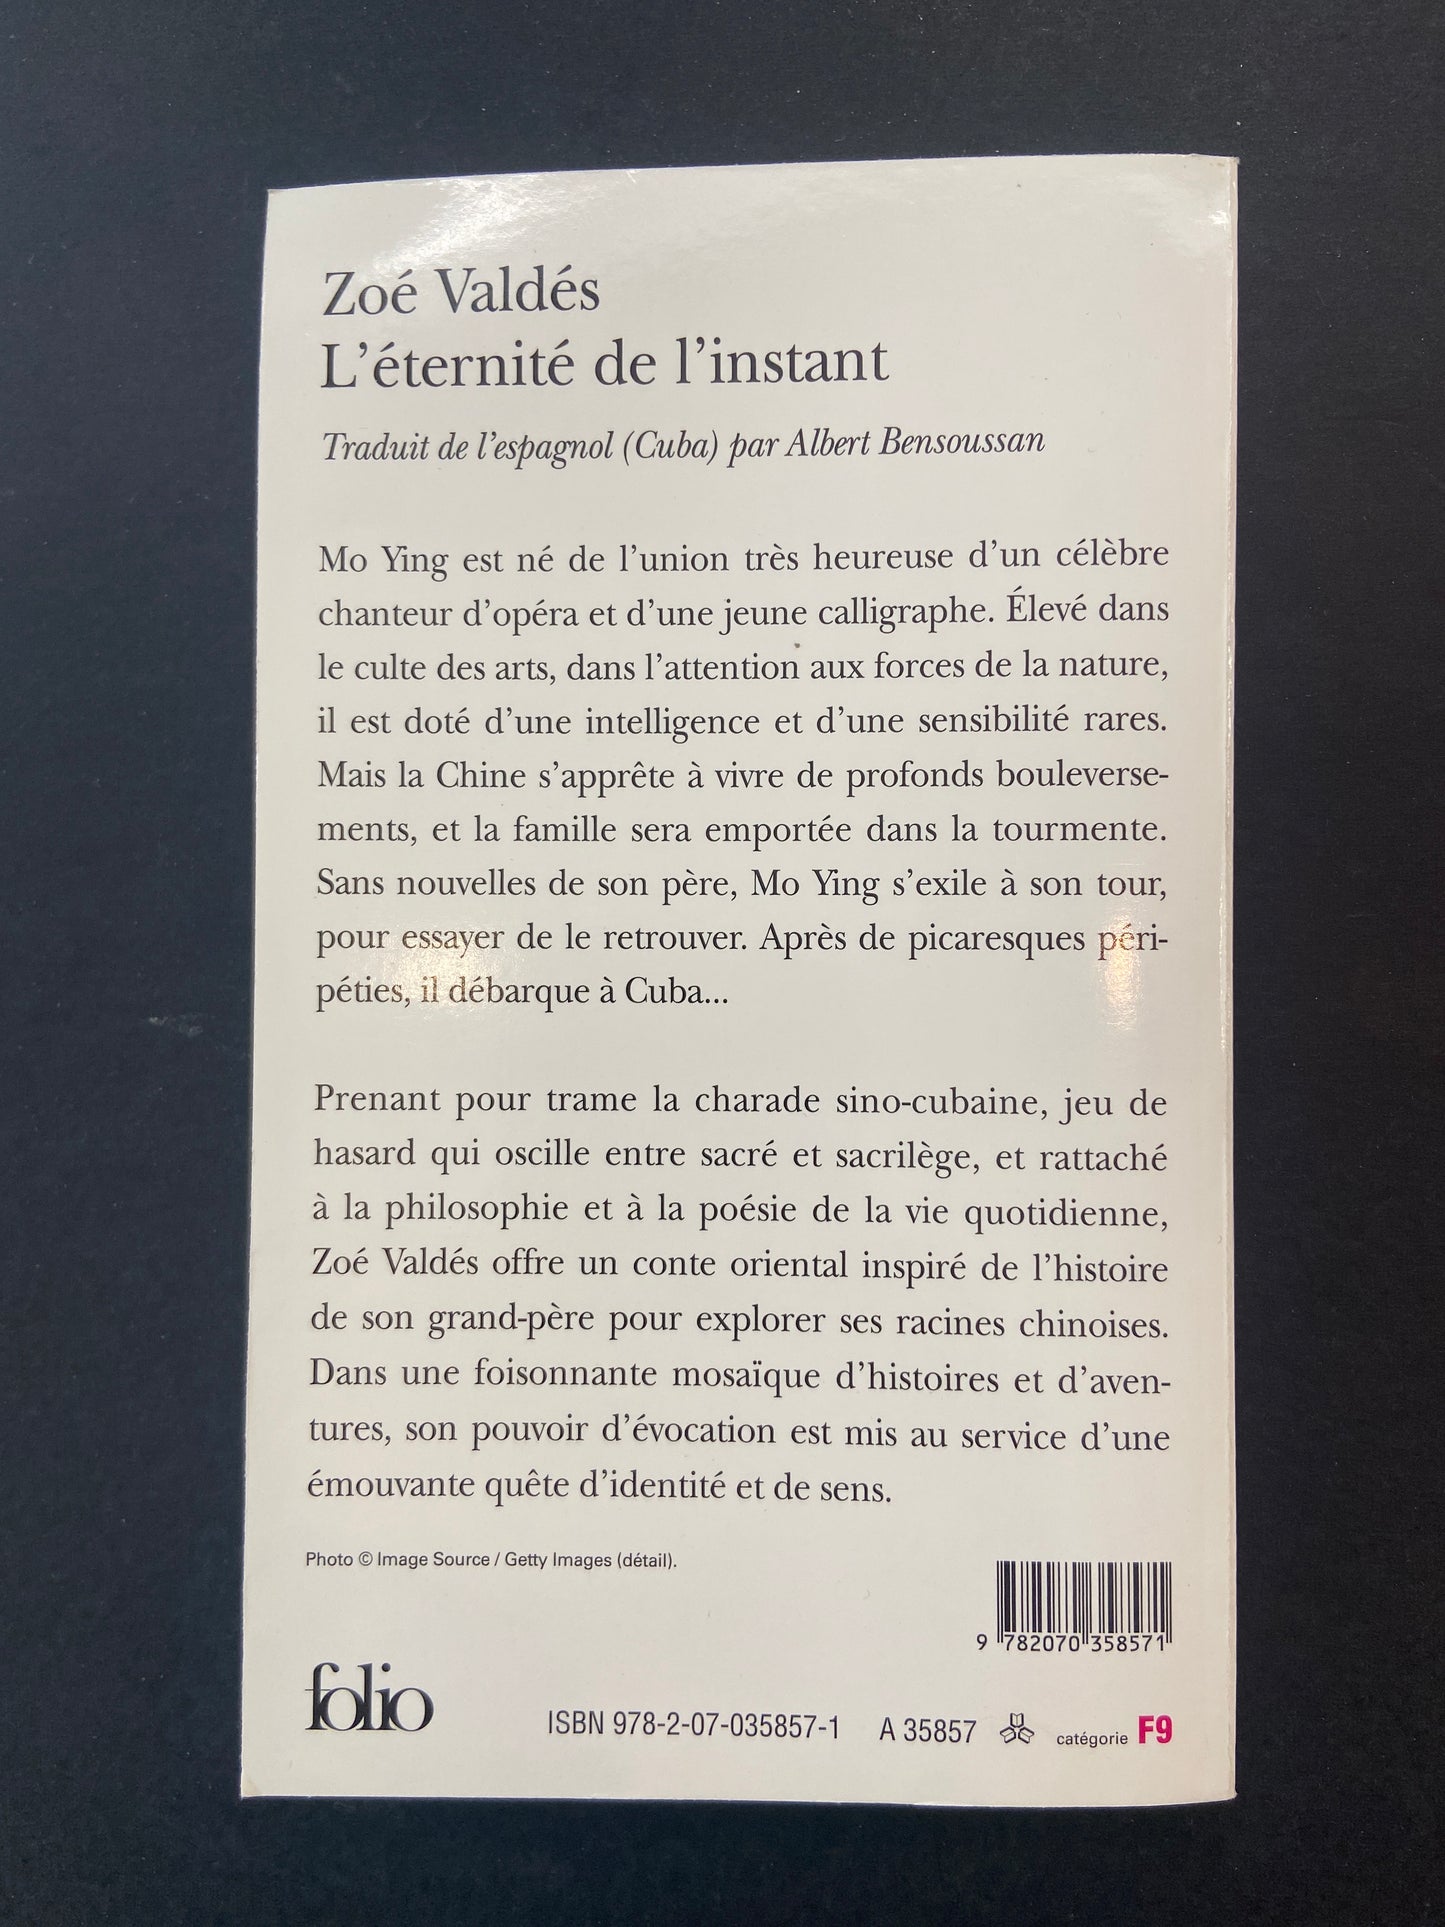 Zoé Valdés
L'éternité de l'instant
Traduit de l'espagnol (Cuba) par Albert Bensoussan
Mo Ying est né de l'union très heureuse d'un célèbre
chanteur d'opéra et d'une jeune calligraphe. Élevé dans
le culte des arts, dans l'attention aux forces de la nature,
il est doté d'une intelligence et d'une sensibilité rares.
Mais la Chine s'apprête à vivre de profonds bouleverse-
ments, et la famille sera emportée dans la tourmente.
Sans nouvelles de son père, Mo Ying s'exile à son tour,
pour essayer de le retrouver. Après de picaresques péri-
péties, il débarque à Cuba...
Prenant pour trame la charade sino-cubaine, jeu de
hasard qui oscille entre sacré et sacrilège, et rattaché
à la philosophie et à la poésie de la vie quotidienne,
Zoé Valdés offre un conte oriental inspiré de l'histoire
de son grand-père pour explorer ses racines chinoises.
Dans une foisonnante mosaïque d'histoires et d'aven-
tures, son pouvoir d'évocation est mis au service d'une
émouvante quête d'identité et de sens.
Photo © Image Source / Getty Images (détail).
9 782070 358571
folio
ISBN 978-2-07-035857-1 A 35857 catégorie F9